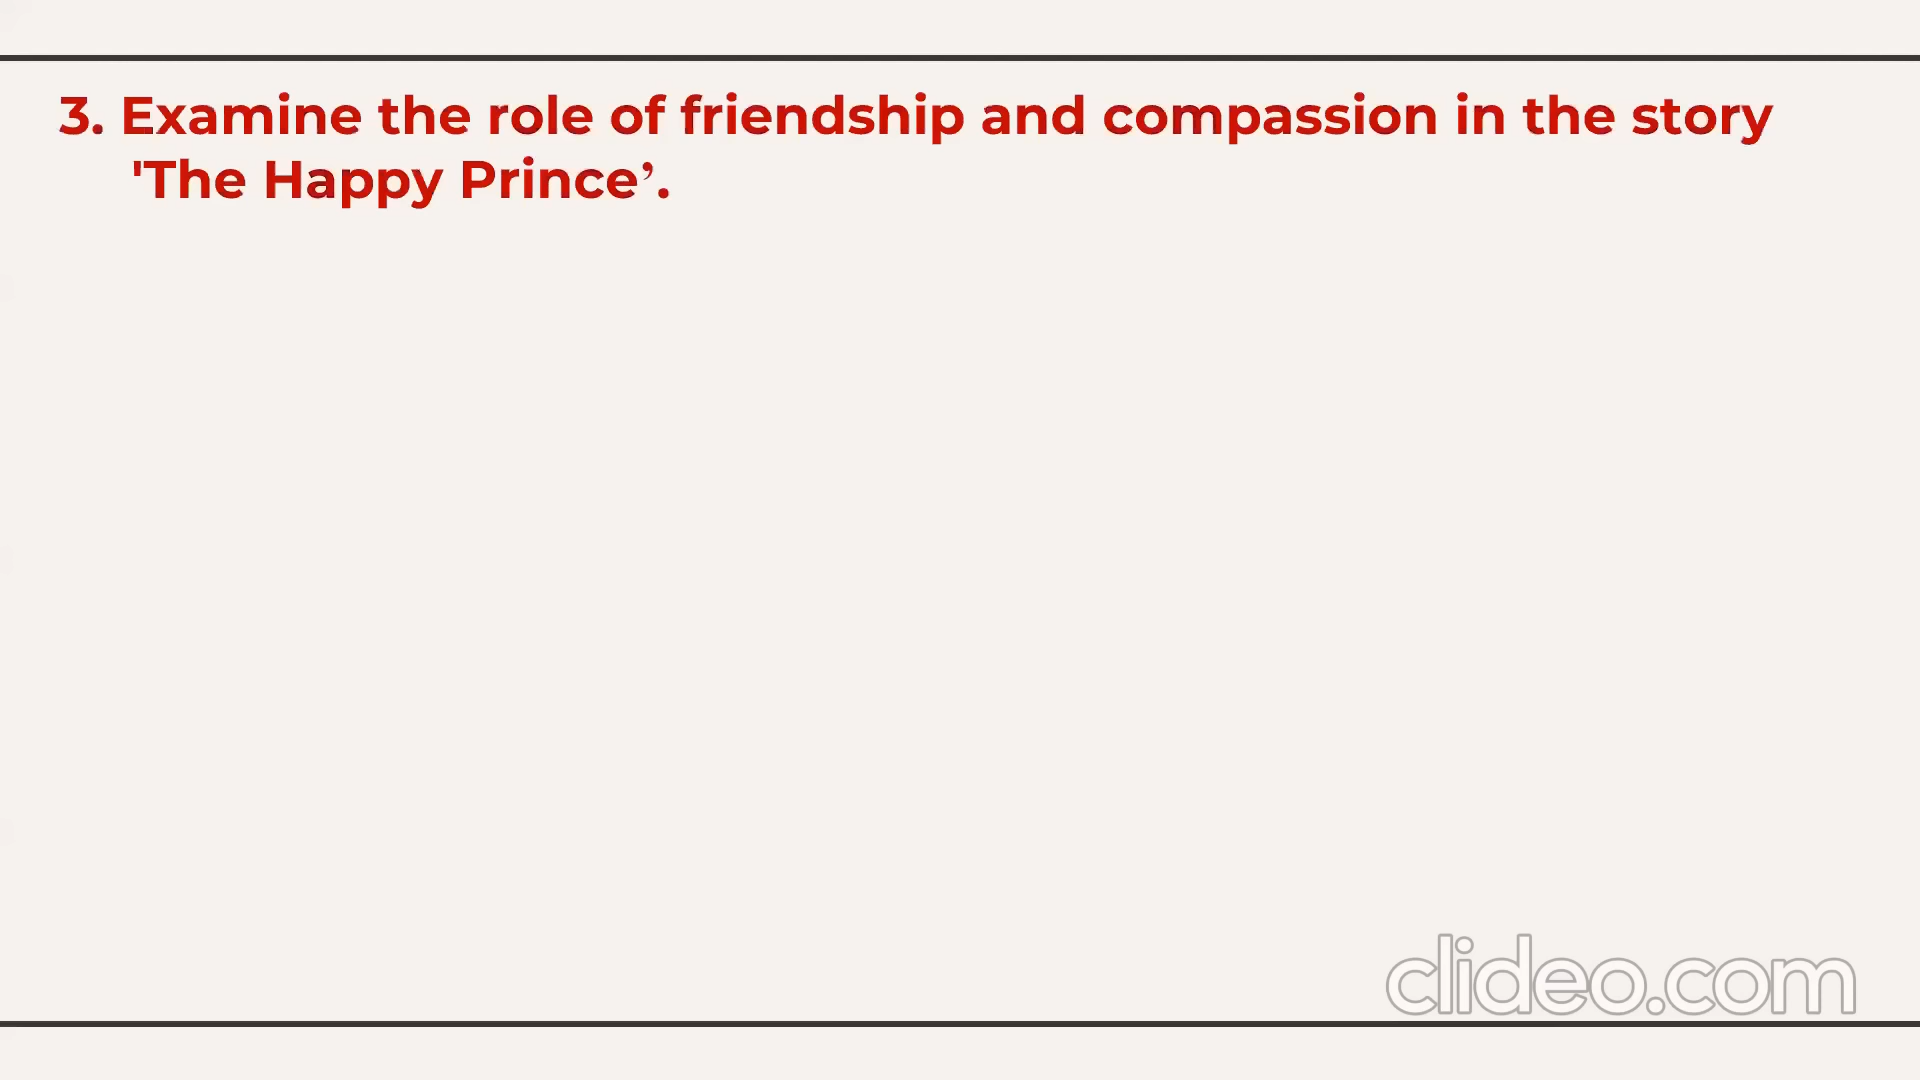 3. Examine the role of friendship and compassion in the story
'The Happy Prince’.
clideo.com